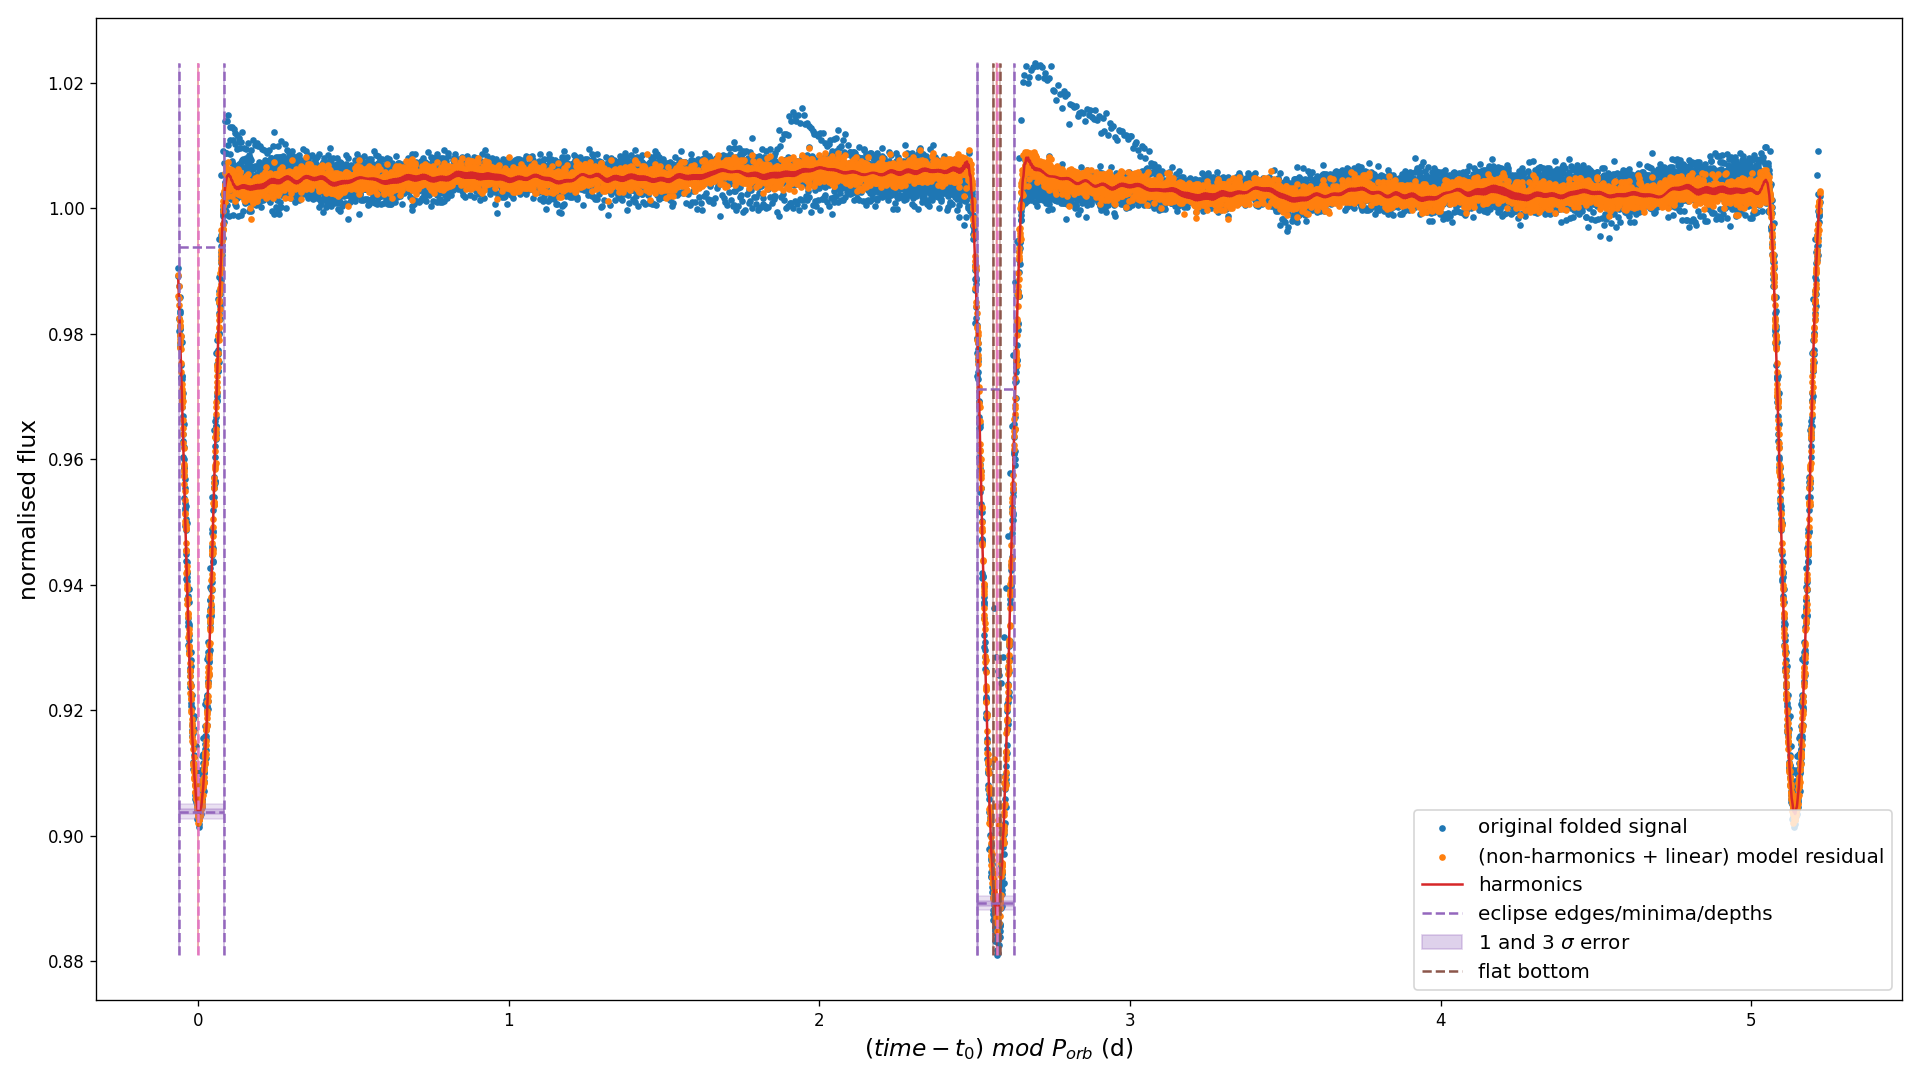 normalised flux
1.02
1.00
0.98
0.96
0.94
0.92
0.90
0.88
original folded signal
(non-harmonics + linear) model residual
harmonics
eclipse edges/minima/depths
1 and 3 σ error
flat bottom
0 1 2 3 4 5
(time − t₀) mod Pₒᵣb (d)